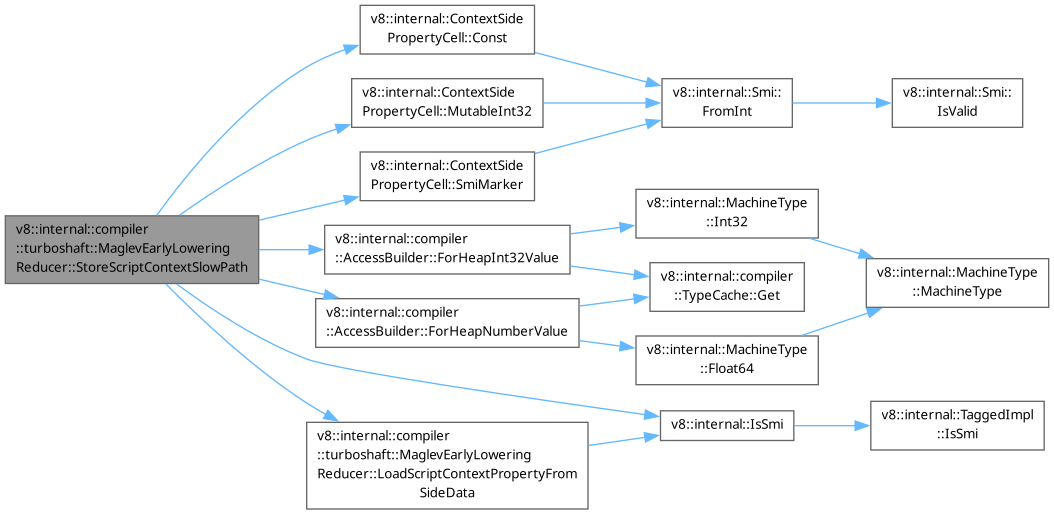 v8::internal::ContextSide
PropertyCell::Const
v8::internal::ContextSide
PropertyCell::MutableInt32
v8::internal::Smi::
FromInt
v8::internal::Smi::
IsValid
v8::internal::ContextSide
PropertyCell::SmiMarker
v8::internal::compiler
::turboshaft::MaglevEarlyLowering
Reducer::StoreScriptContextSlowPath
v8::internal::MachineType
::Int32
v8::internal::compiler
::AccessBuilder::ForHeapInt32Value
v8::internal::compiler
::TypeCache::Get
v8::internal::MachineType
::MachineType
v8::internal::compiler
::AccessBuilder::ForHeapNumberValue
v8::internal::MachineType
::Float64
v8::internal::IsSmi
v8::internal::TaggedImpl
::IsSmi
v8::internal::compiler
::turboshaft::MaglevEarlyLowering
Reducer::LoadScriptContextPropertyFrom
SideData